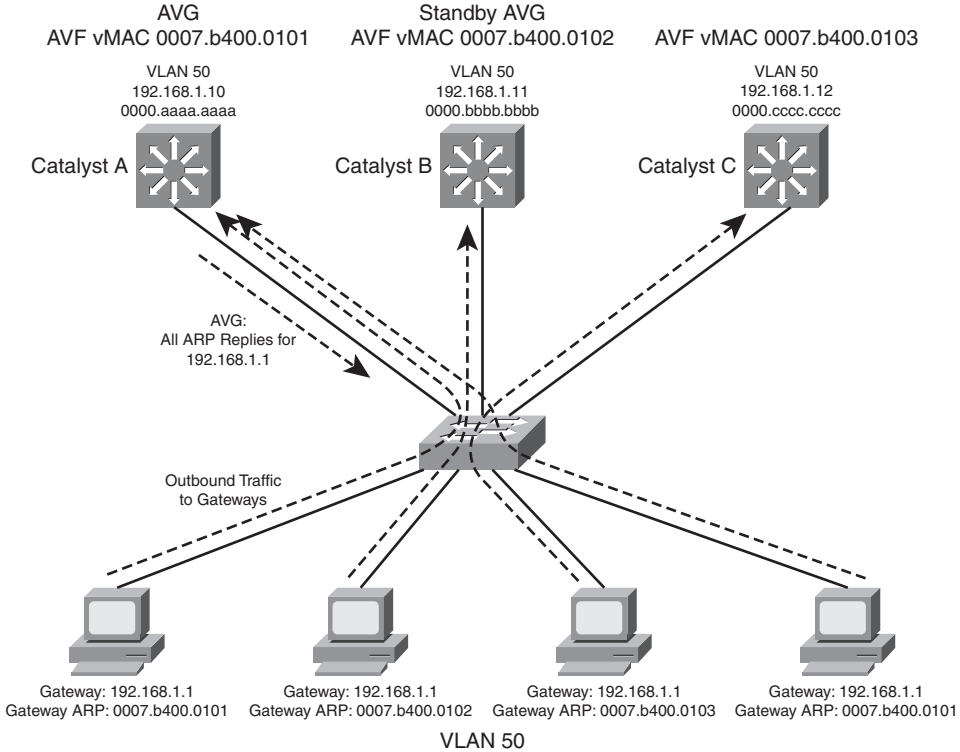 AVG
AVF vMAC 0007.b400.0101
Standby AVG
AVF vMAC 0007.b400.0102
AVF vMAC 0007.b400.0103
VLAN 50
192.168.1.10
0000.aaaa.aaaa
VLAN 50
192.168.1.11
0000.bbbb.bbbb
VLAN 50
192.168.1.12
0000.cccc.cccc
Catalyst A
Catalyst B
Catalyst C
AVG:
All ARP Replies for
192.168.1.1
Outbound Traffic
to Gateways
Gateway: 192.168.1.1
Gateway ARP: 0007.b400.0101
Gateway: 192.168.1.1
Gateway ARP: 0007.b400.0102
Gateway: 192.168.1.1
Gateway ARP: 0007.b400.0103
Gateway: 192.168.1.1
Gateway ARP: 0007.b400.0101
VLAN 50